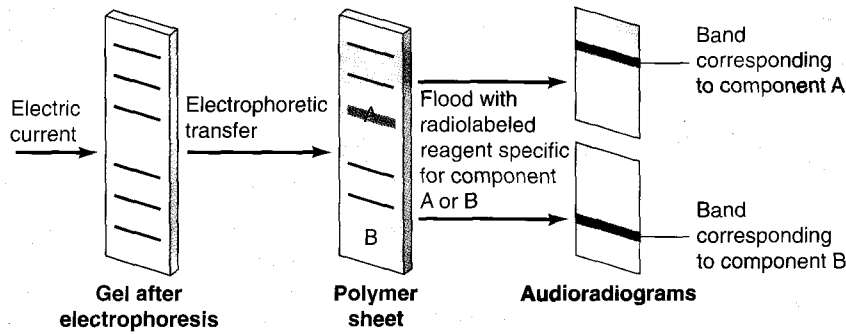 Electric
current
Gel after
electrophoresis
Electrophoretic
transfer
A
B
Polymer
sheet
Flood with
radiolabeled
reagent specific
for component
A or B
Band
corresponding
to component A
Band
corresponding
to component B
Audioradiograms